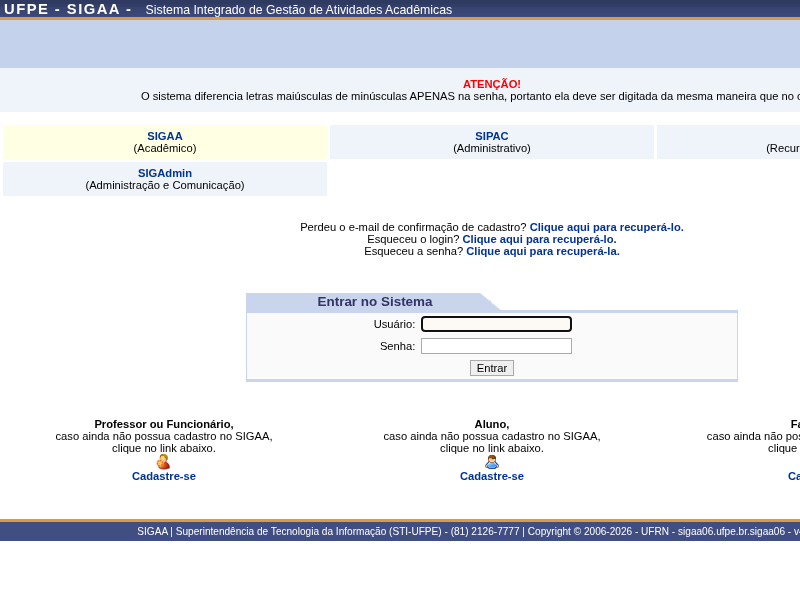 UFPE - SIGAA - Sistema Integrado de Gestão de Atividades Acadêmicas
ATENÇÃO!
O sistema diferencia letras maiúsculas de minúsculas APENAS na senha, portanto ela deve ser digitada da mesma maneira que no
SIGAA
(Acadêmico)
SIPAC
(Administrativo)
(Recur
SIGAdmin
(Administração e Comunicação)
Perdeu o e-mail de confirmação de cadastro? Clique aqui para recuperá-lo.
Esqueceu o login? Clique aqui para recuperá-lo.
Esqueceu a senha? Clique aqui para recuperá-la.
Entrar no Sistema
Usuário:
Senha:
Entrar
Professor ou Funcionário,
caso ainda não possua cadastro no SIGAA,
clique no link abaixo.
Cadastre-se
Aluno,
caso ainda não possua cadastro no SIGAA,
clique no link abaixo.
Cadastre-se
Fa
caso ainda não pos
clique
Ca
SIGAA | Superintendência de Tecnologia da Informação (STI-UFPE) - (81) 2126-7777 | Copyright © 2006-2026 - UFRN - sigaa06.ufpe.br.sigaa06 - v